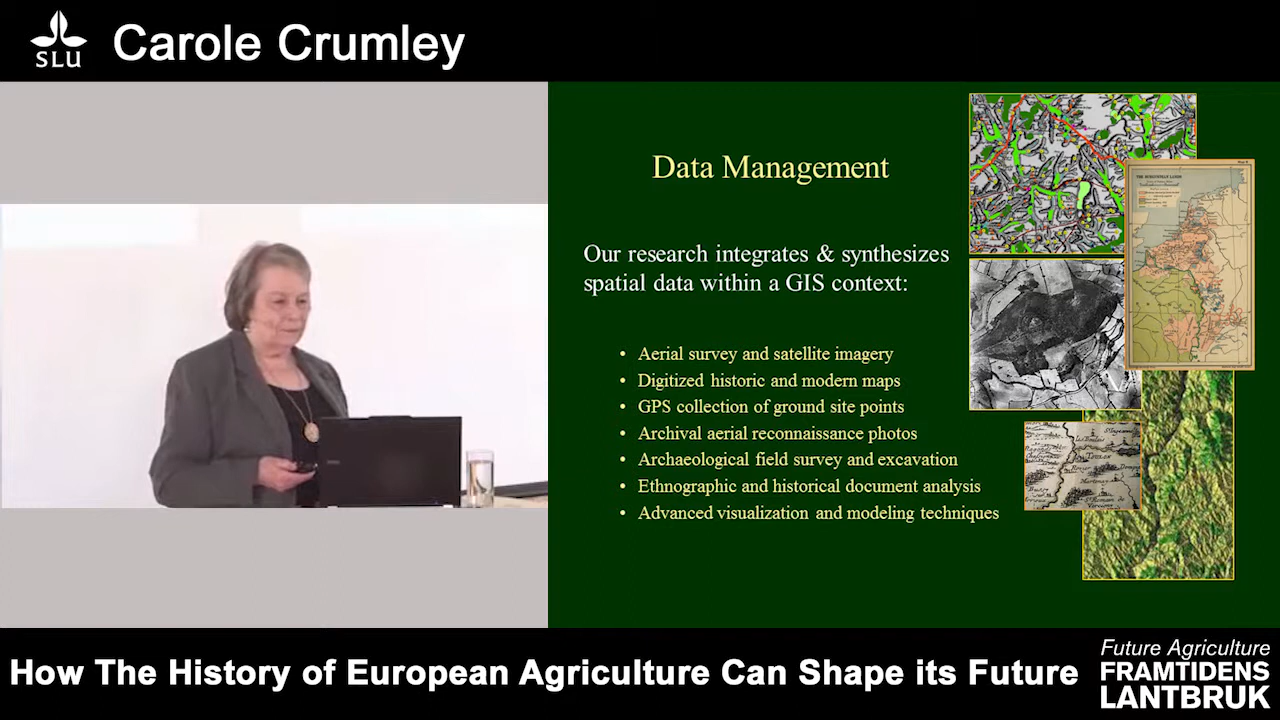 SLU
Carole Crumley
Data Management
Our research integrates & synthesizes
spatial data within a GIS context:
• Aerial survey and satellite imagery
• Digitized historic and modern maps
• GPS collection of ground site points
• Archival aerial reconnaissance photos
• Archaeological field survey and excavation
• Ethnographic and historical document analysis
• Advanced visualization and modeling techniques
THE BURGUNDIAN LANDS
How The History of European Agriculture Can Shape its Future
Future Agriculture
FRAMTIDENS
LANTBRUK